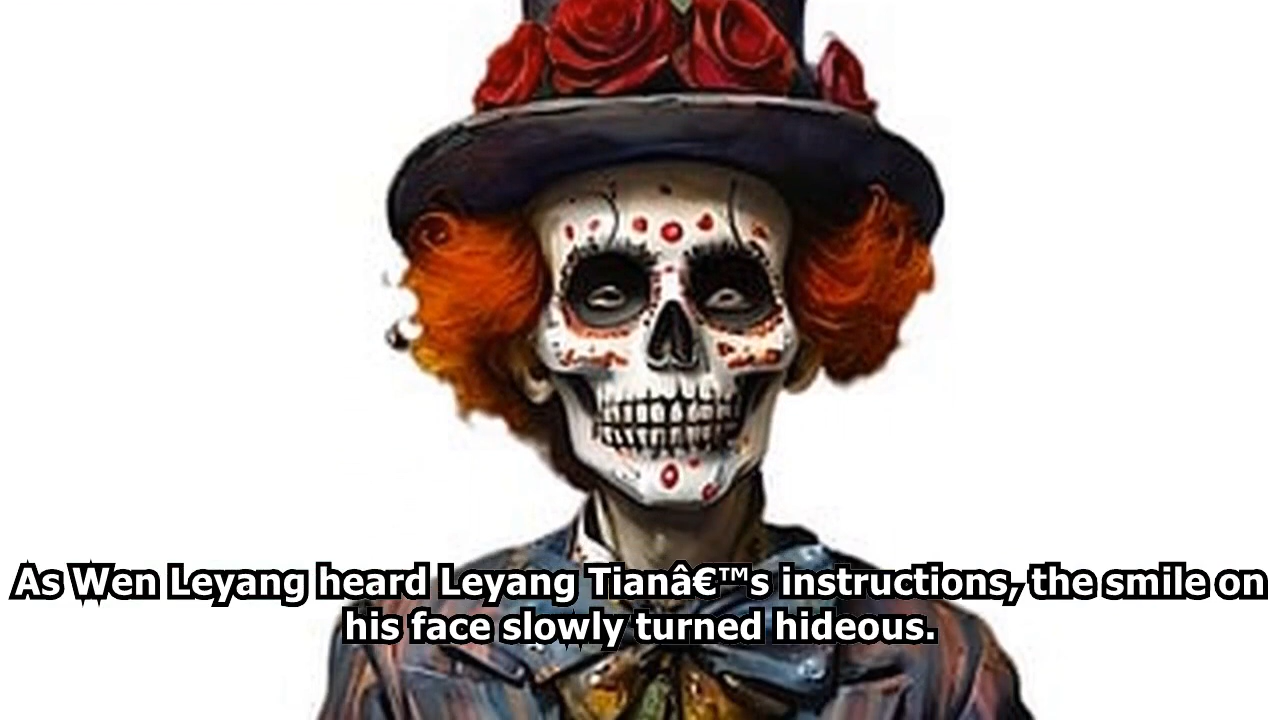 As Wen Leyang heard Leyang Tianâ€™s instructions, the smile on
his face slowly turned hideous.